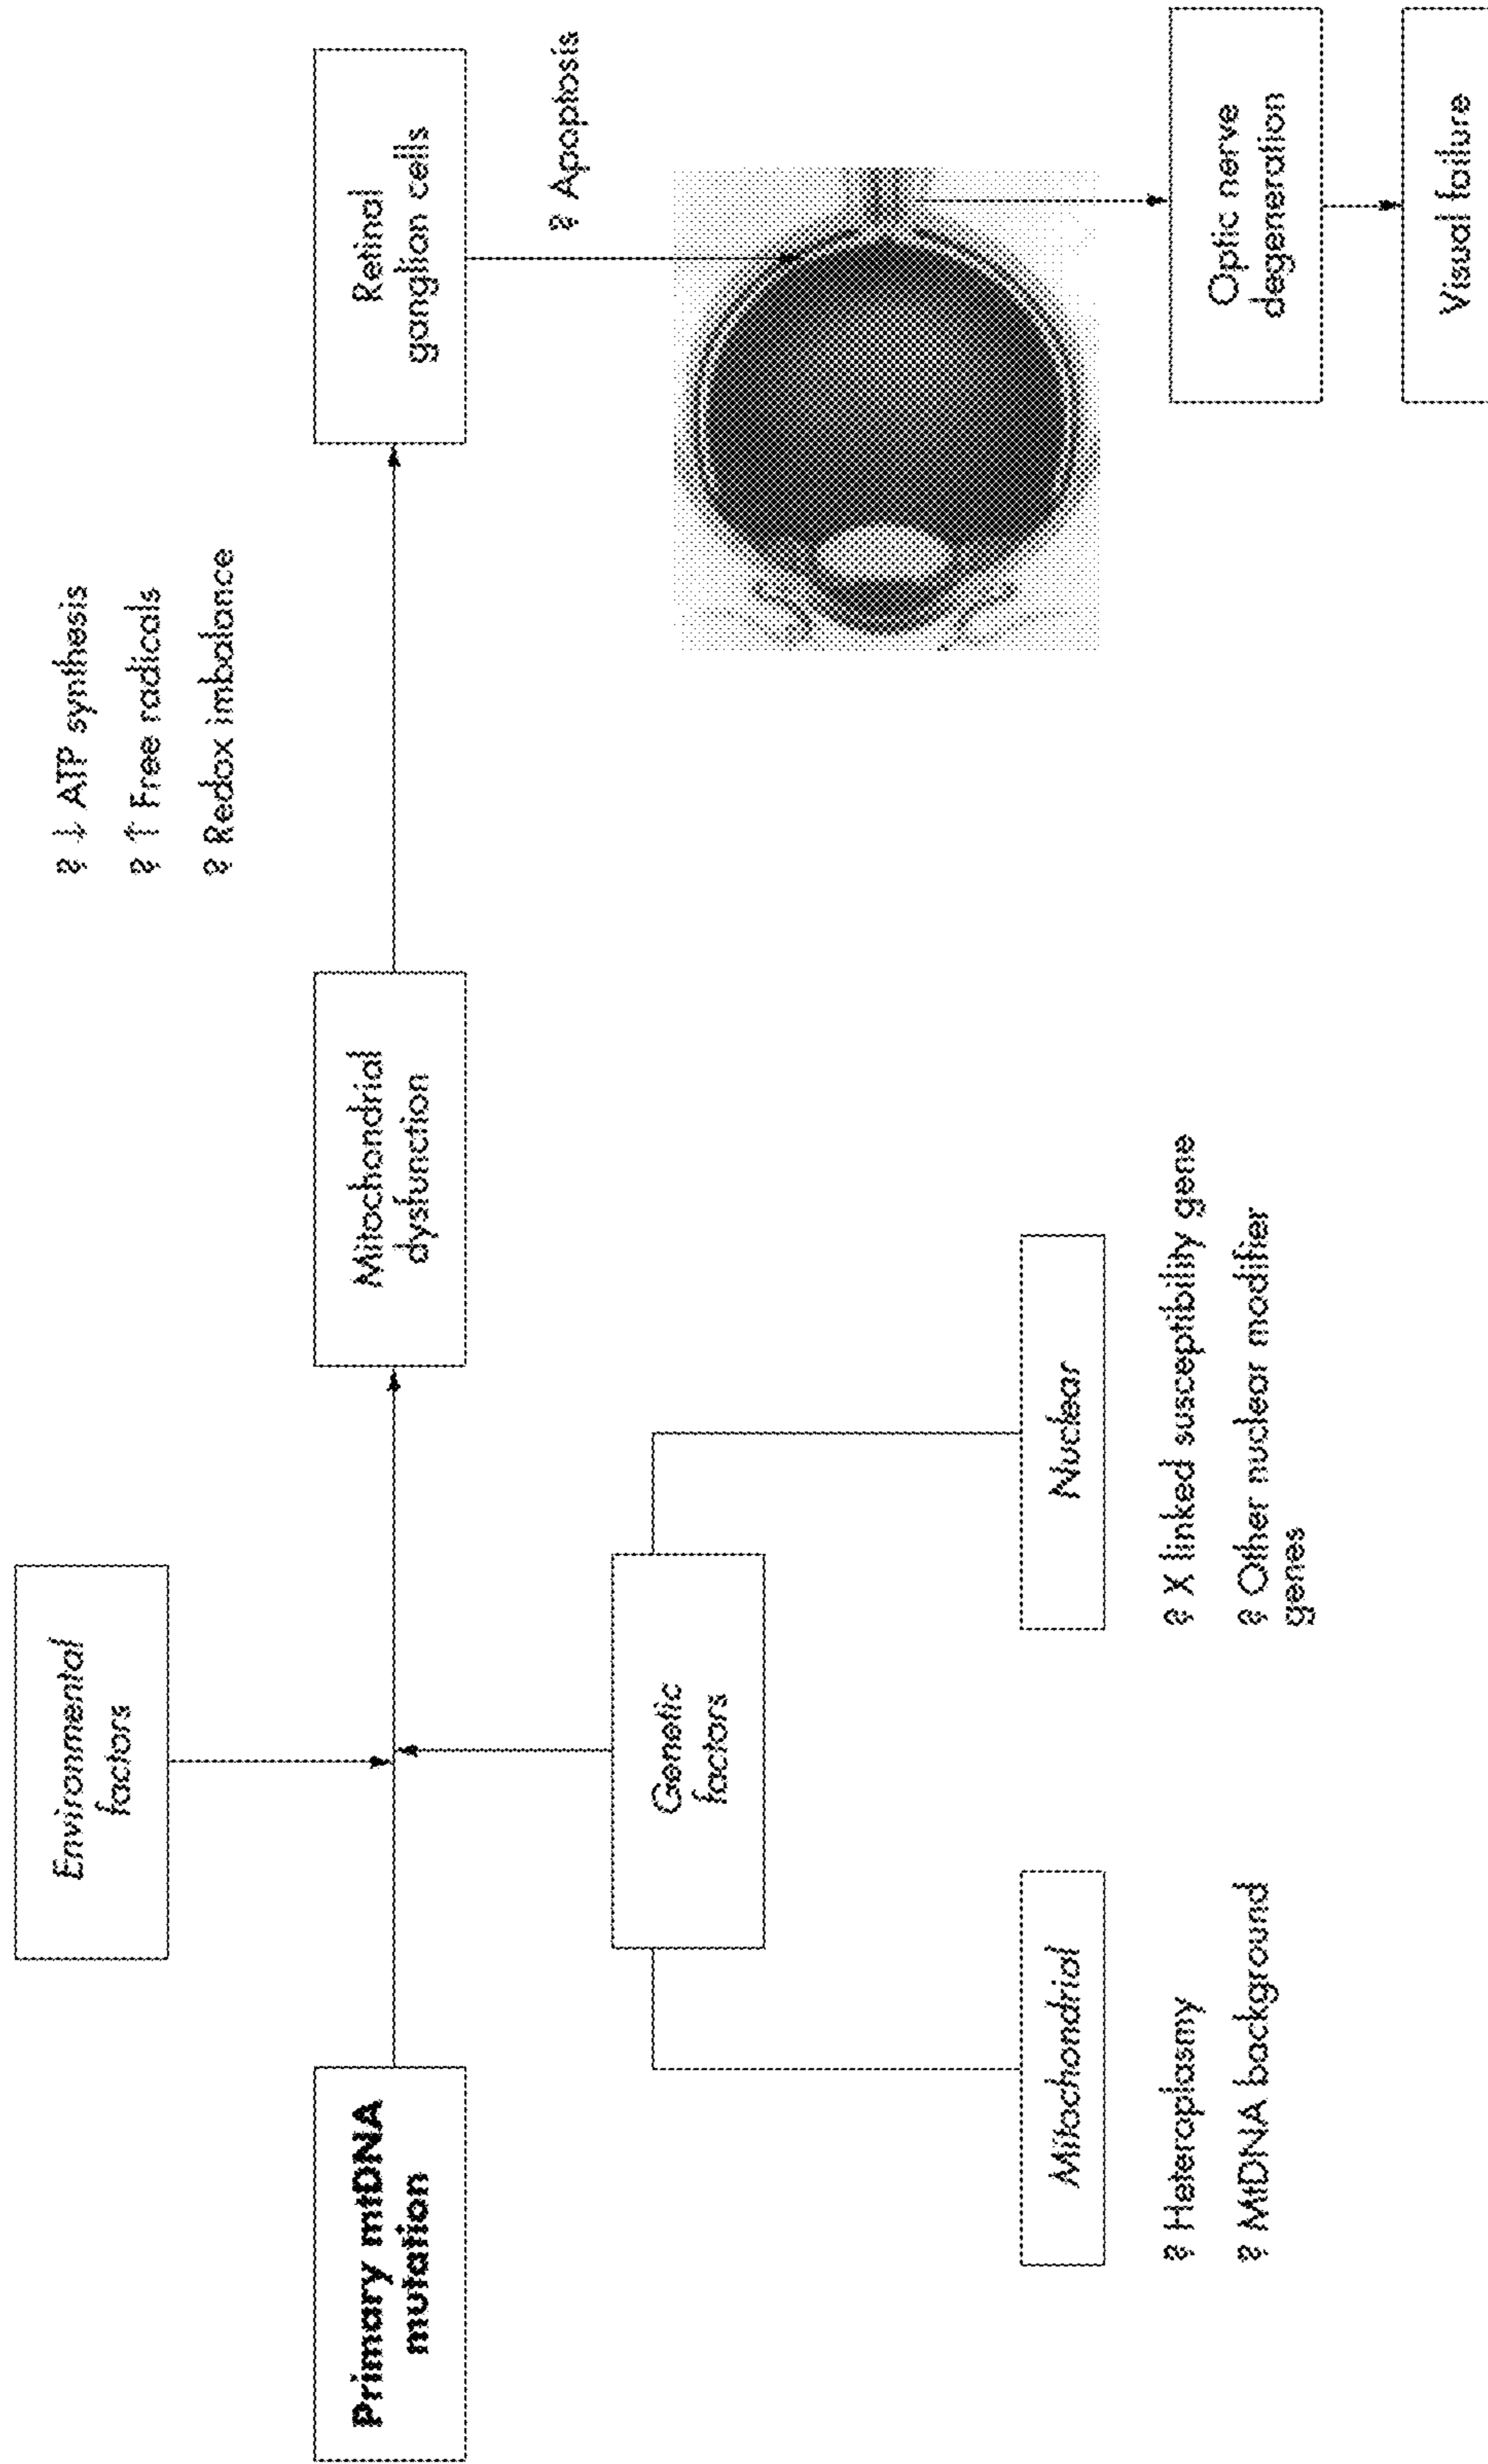 Environmental
factors
• ↓ ATP synthesis
• ↑ Free radicals
• Redox imbalance
Primary mtDNA
mutation
Mitochondrial
dysfunction
Retinal
ganglion cells
• Apoptosis
Genetic
factors
Mitochondrial
• Heteroplasmy
• MtDNA background
Nuclear
• X linked susceptibility gene
• Other nuclear modifier
genes
Optic nerve
degeneration
Visual failure